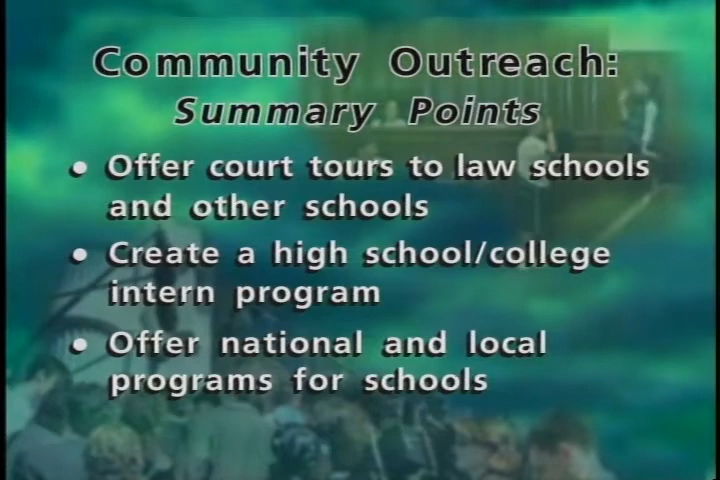 Community Outreach:
Summary Points
• Offer court tours to law schools
and other schools
• Create a high school/college
intern program
• Offer national and local
programs for schools